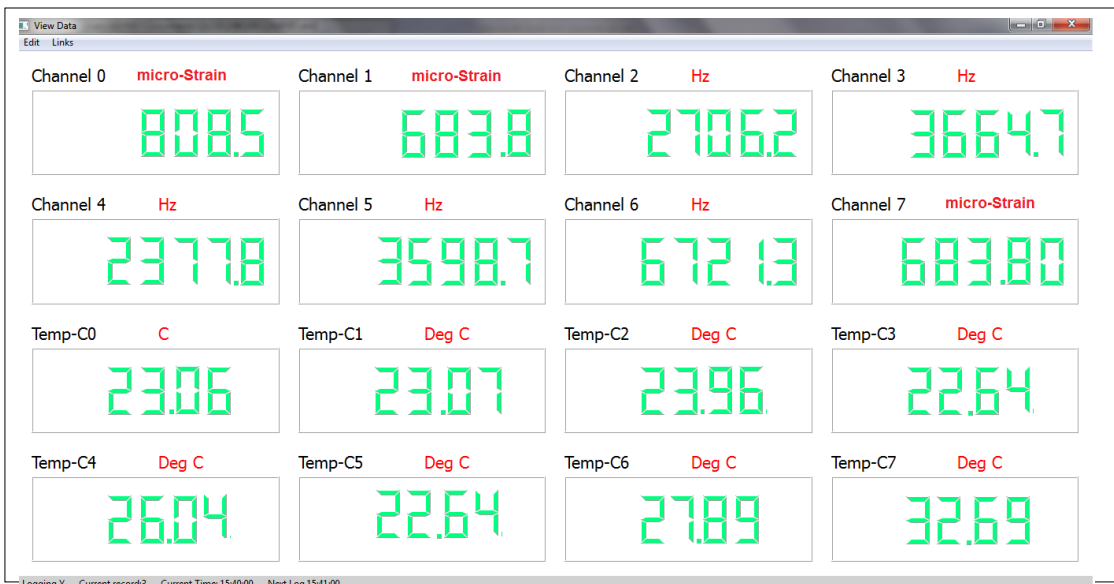 View Data
Edit Links
Channel 0 micro-Strain Channel 1 micro-Strain Channel 2 Hz Channel 3 Hz
808.5 683.8 2706.2 3664.7
Channel 4 Hz Channel 5 Hz Channel 6 Hz Channel 7 micro-Strain
2377.8 3598.7 6721.3 683.80
Temp-C0 C Temp-C1 Deg C Temp-C2 Deg C Temp-C3 Deg C
23.06 23.07 23.96 22.64
Temp-C4 Deg C Temp-C5 Deg C Temp-C6 Deg C Temp-C7 Deg C
26.04 22.64 27.89 32.69
Logging Y Current record:3 Current Time: 15:40:00 Next Log 15:41:00